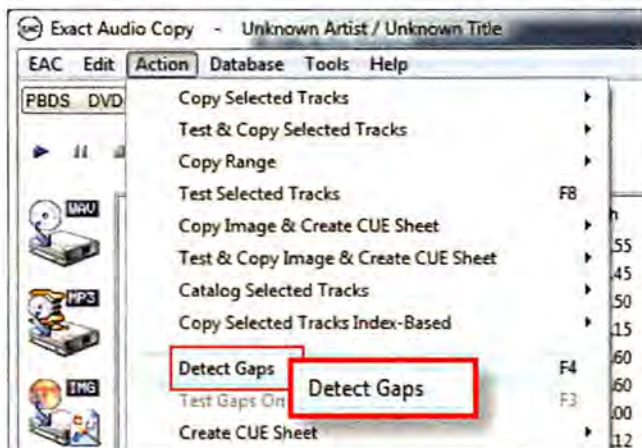 Exact Audio Copy - Unknown Artist / Unknown Title
EAC Edit Action Database Tools Help
PBDS DVD
Copy Selected Tracks
Test & Copy Selected Tracks
Copy Range
Test Selected Tracks F8
Copy Image & Create CUE Sheet
Test & Copy Image & Create CUE Sheet
Catalog Selected Tracks
Copy Selected Tracks Index-Based
Detect Gaps F4
Detect Gaps
Test Gaps On F3
Create CUE Sheet
WAV
MP3
IMG
55
45
50
15
60
60
00
12